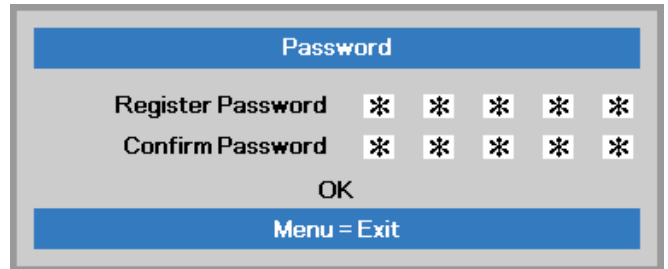 Password
Register Password * * * * *
Confirm Password * * * * *
OK
Menu = Exit